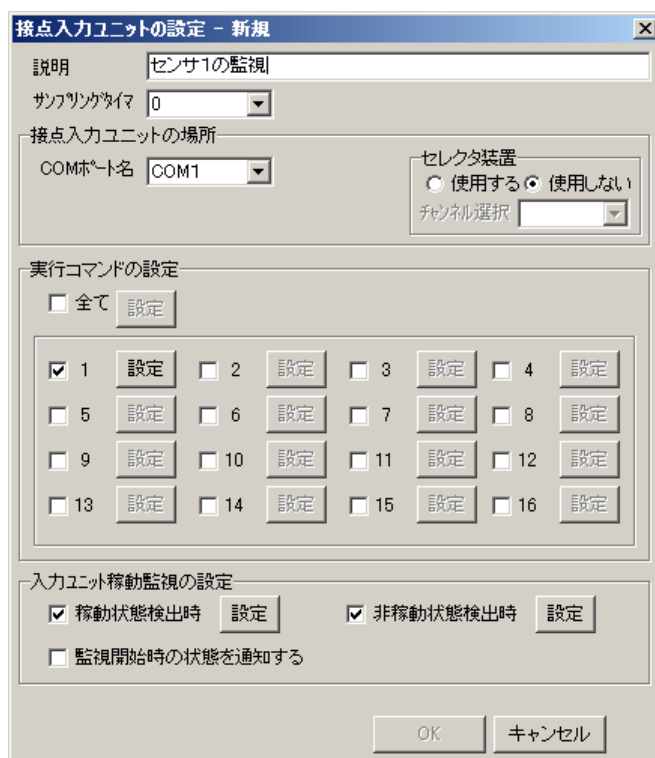 接点入力ユニットの設定 - 新規
説明 センサ1の監視
サンプリングタイマ 0
接点入力ユニットの場所
COMポート名 COM1
セレクタ装置
使用する 使用しない
チャンネル選択
実行コマンドの設定
全て 設定
1 設定 2 設定 3 設定 4 設定
5 設定 6 設定 7 設定 8 設定
9 設定 10 設定 11 設定 12 設定
13 設定 14 設定 15 設定 16 設定
入力ユニット稼動監視の設定
稼動状態検出時 設定 非稼動状態検出時 設定
監視開始時の状態を通知する
OK キャンセル